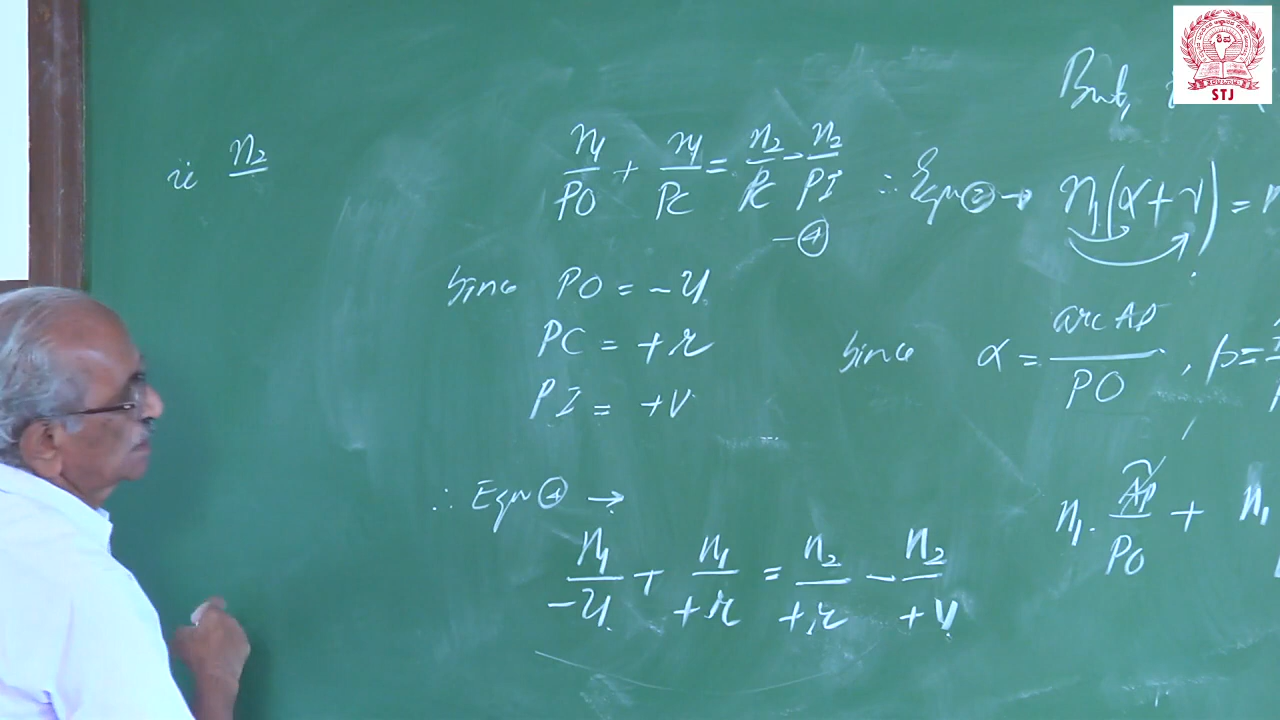 ie n₂
n₁/PO + n₁/PC = n₂/PC - n₂/PI - ④
Since PO = -u
PC = +r
PI = +v
∴ Eqn ④ →
n₁/-u + n₁/+r = n₂/+r - n₂/+v
But,
∴ Eqn ② → n₁(α + γ) =
Since α = arc AP/PO , β =
n₁. AP/PO + n₁
STJ